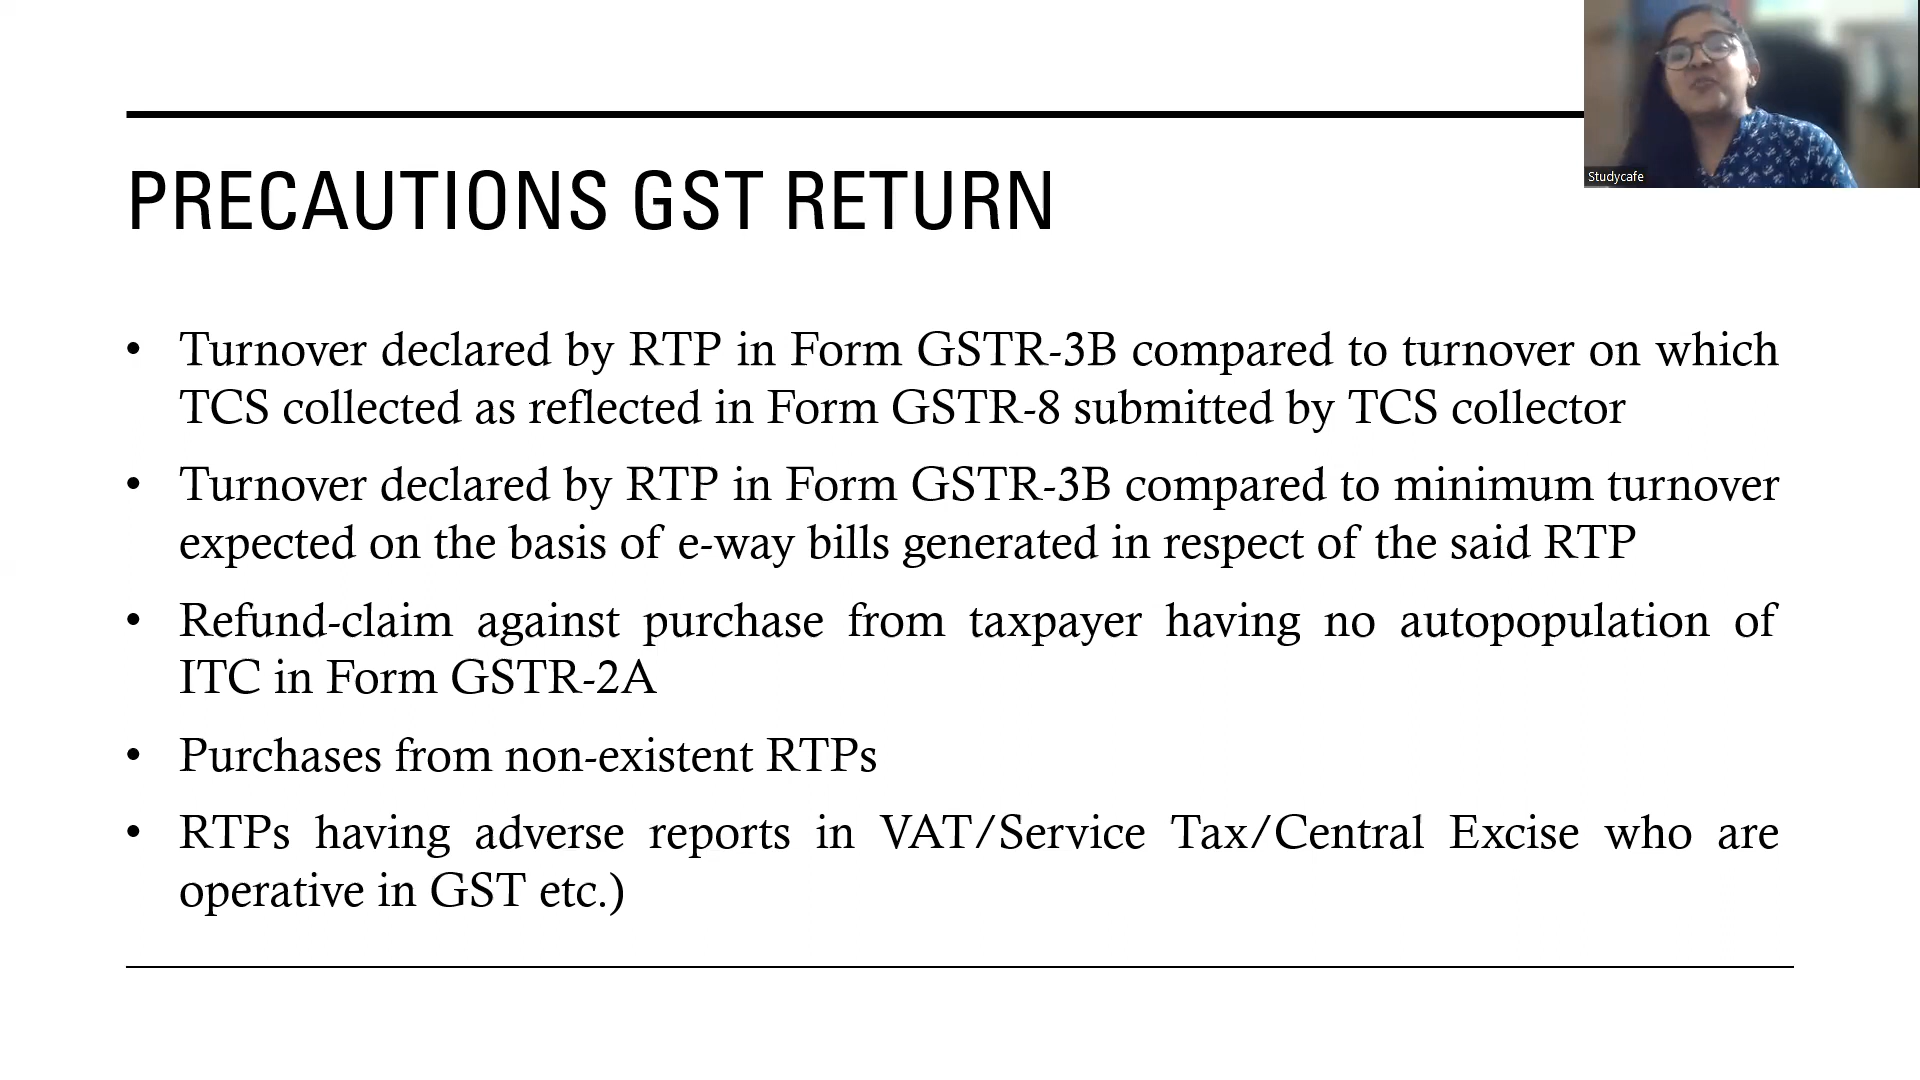 Studycafe
PRECAUTIONS GST RETURN
• Turnover declared by RTP in Form GSTR-3B compared to turnover on which
TCS collected as reflected in Form GSTR-8 submitted by TCS collector
• Turnover declared by RTP in Form GSTR-3B compared to minimum turnover
expected on the basis of e-way bills generated in respect of the said RTP
• Refund-claim against purchase from taxpayer having no autopopulation of
ITC in Form GSTR-2A
• Purchases from non-existent RTPs
• RTPs having adverse reports in VAT/Service Tax/Central Excise who are
operative in GST etc.)